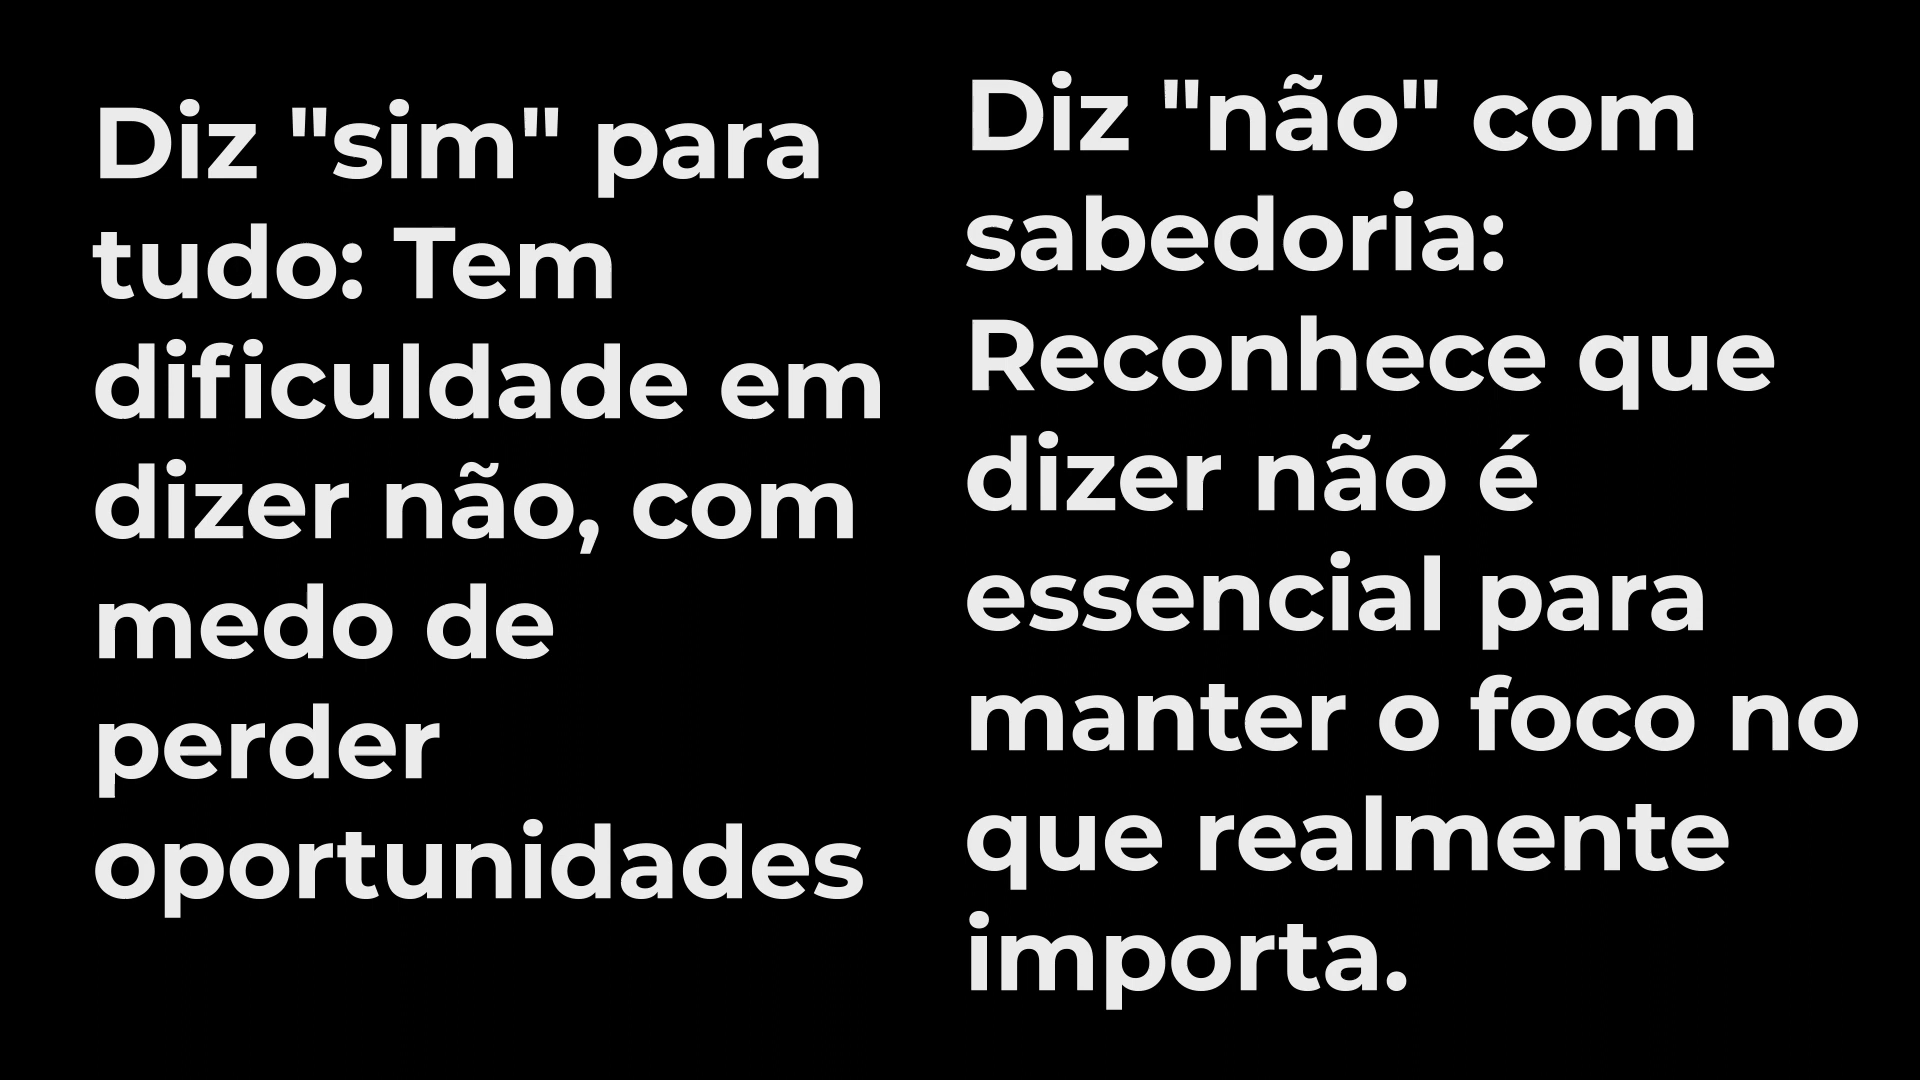 Diz "sim" para
tudo: Tem
dificuldade em
dizer não, com
medo de
perder
oportunidades
Diz "não" com
sabedoria:
Reconhece que
dizer não é
essencial para
manter o foco no
que realmente
importa.